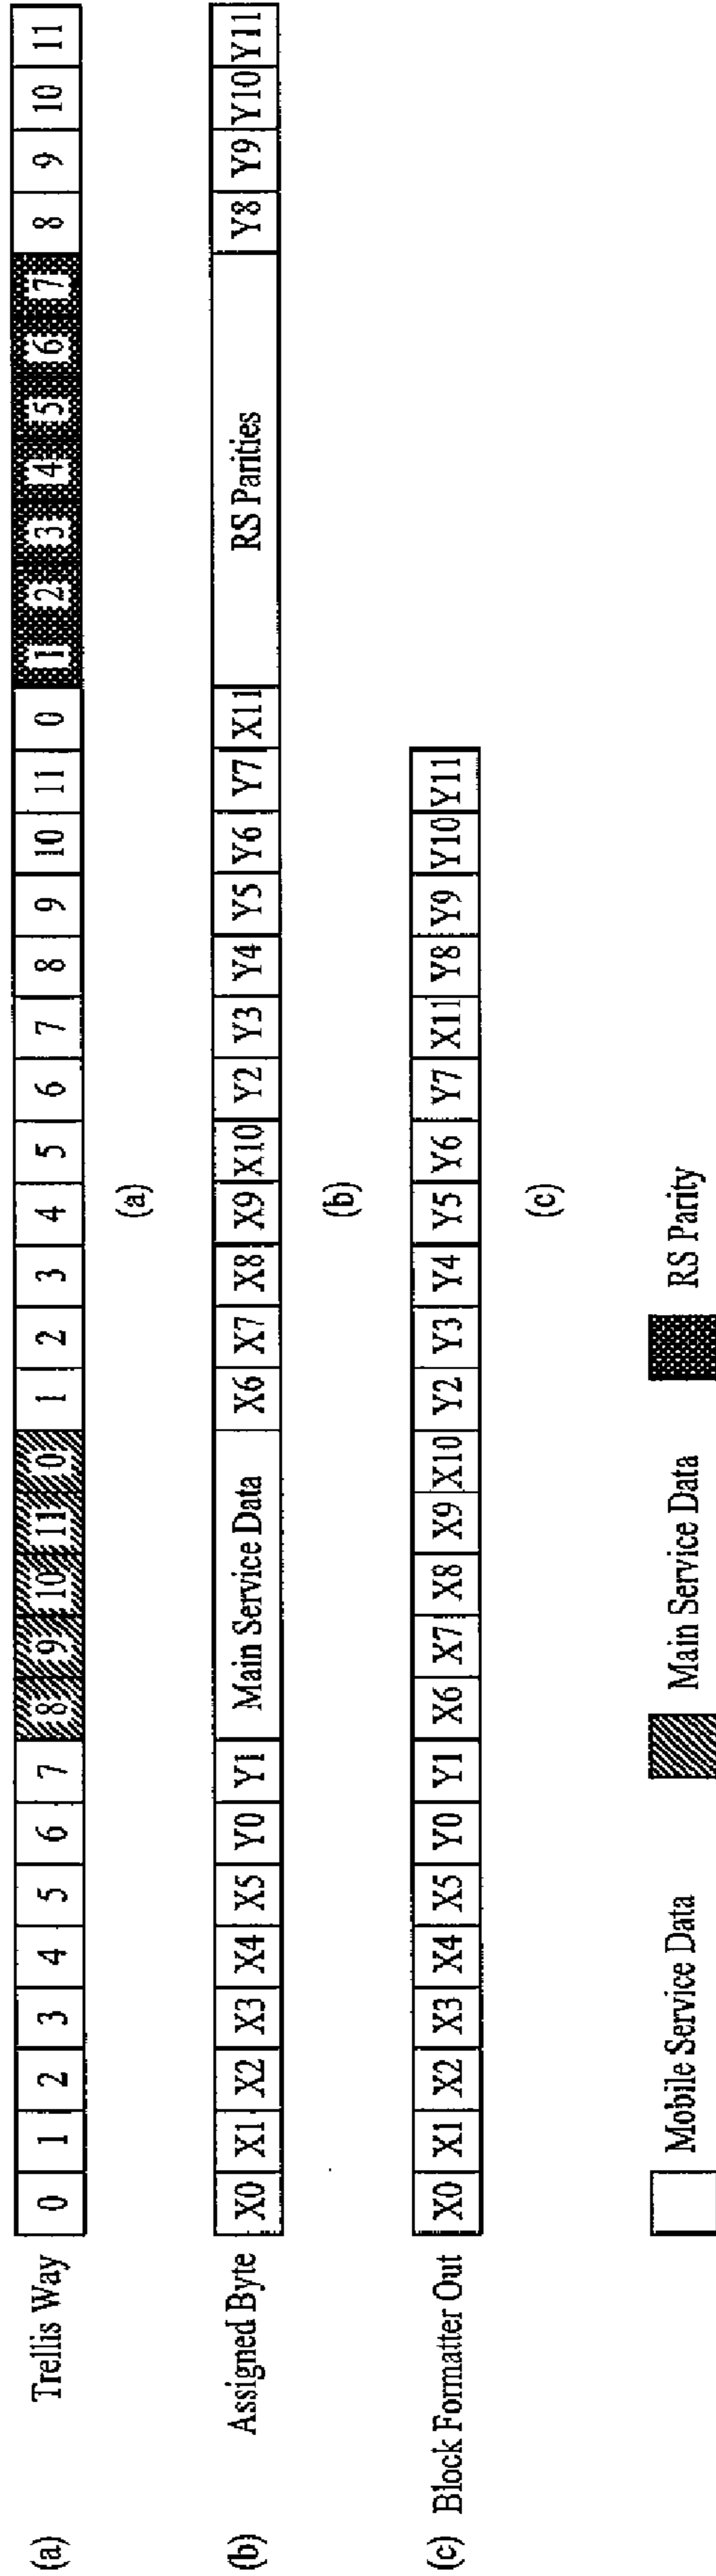 (a) Trellis Way 0 1 2 3 4 5 6 7 8 9 10 11 0 1 2 3 4 5 6 7 8 9 10 11 0 1 2 3 4 5 6 7 8 9 10 11
(a)
(b) Assigned Byte X0 X1 X2 X3 X4 X5 Y0 Y1 Main Service Data X6 X7 X8 X9 X10 Y2 Y3 Y4 Y5 Y6 Y7 X11 RS Parities Y8 Y9 Y10 Y11
(b)
(c) Block Formatter Out X0 X1 X2 X3 X4 X5 Y0 Y1 X6 X7 X8 X9 X10 Y2 Y3 Y4 Y5 Y6 Y7 X11 Y8 Y9 Y10 Y11
(c)
Mobile Service Data Main Service Data RS Parity